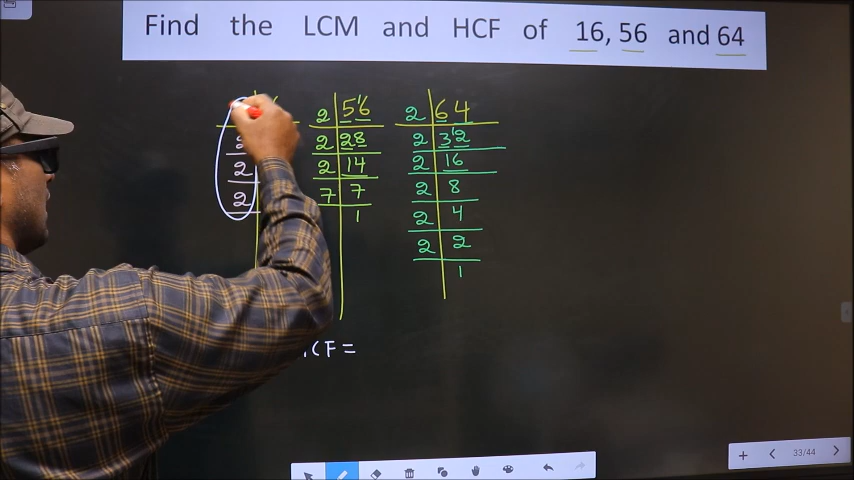 Find the LCM and HCF of 16, 56 and 64
2 56 2 64
2 2 28 2 32
2 2 14 2 16
2 7 7 2 8
1 2 4
2 2
1
CF =
33/44